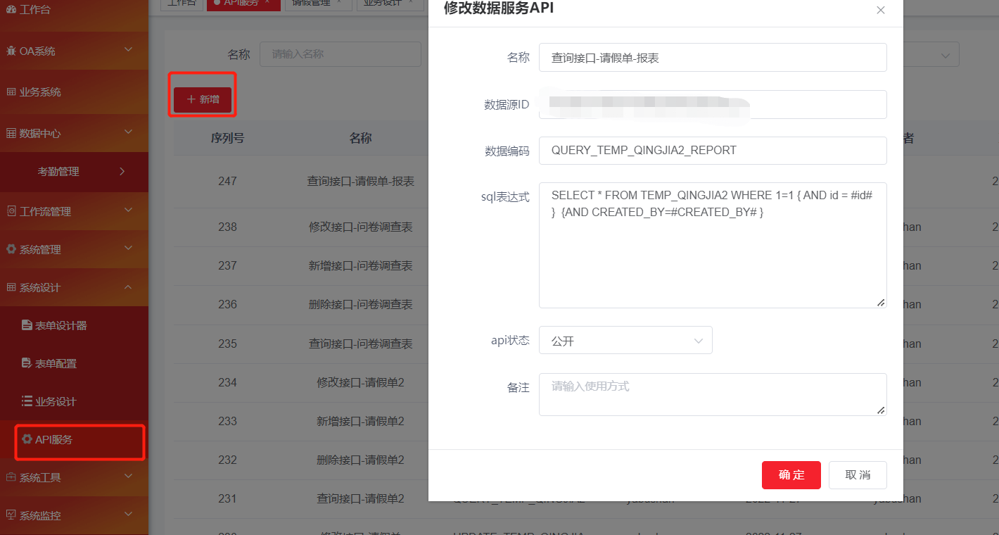 工作台
OA系统
业务系统
数据中心
考勤管理
工作流管理
系统管理
系统设计
表单设计器
表单配置
业务设计
API服务
系统工具
系统监控
工作台
API服务 ×
请假管理 ×
业务设计 ×
名称 请输入名称
+ 新增
序列号 名称 者
247 查询接口-请假单-报表 2
238 修改接口-问卷调查表 han 2
237 新增接口-问卷调查表 han 2
236 删除接口-问卷调查表 han 2
235 查询接口-问卷调查表 han 2
234 修改接口-请假单2 han 2
233 新增接口-请假单2 han 2
232 删除接口-请假单2 han 2
231 查询接口-请假单2 QUERY_TEMP_QINGJIA2 2022-11-27 2
修改数据服务API ×
名称 查询接口-请假单-报表
数据源ID
数据编码 QUERY_TEMP_QINGJIA2_REPORT
sql表达式 SELECT * FROM TEMP_QINGJIA2 WHERE 1=1 { AND id = #id#
} {AND CREATED_BY=#CREATED_BY# }
api状态 公开
备注 请输入使用方式
确 定 取 消